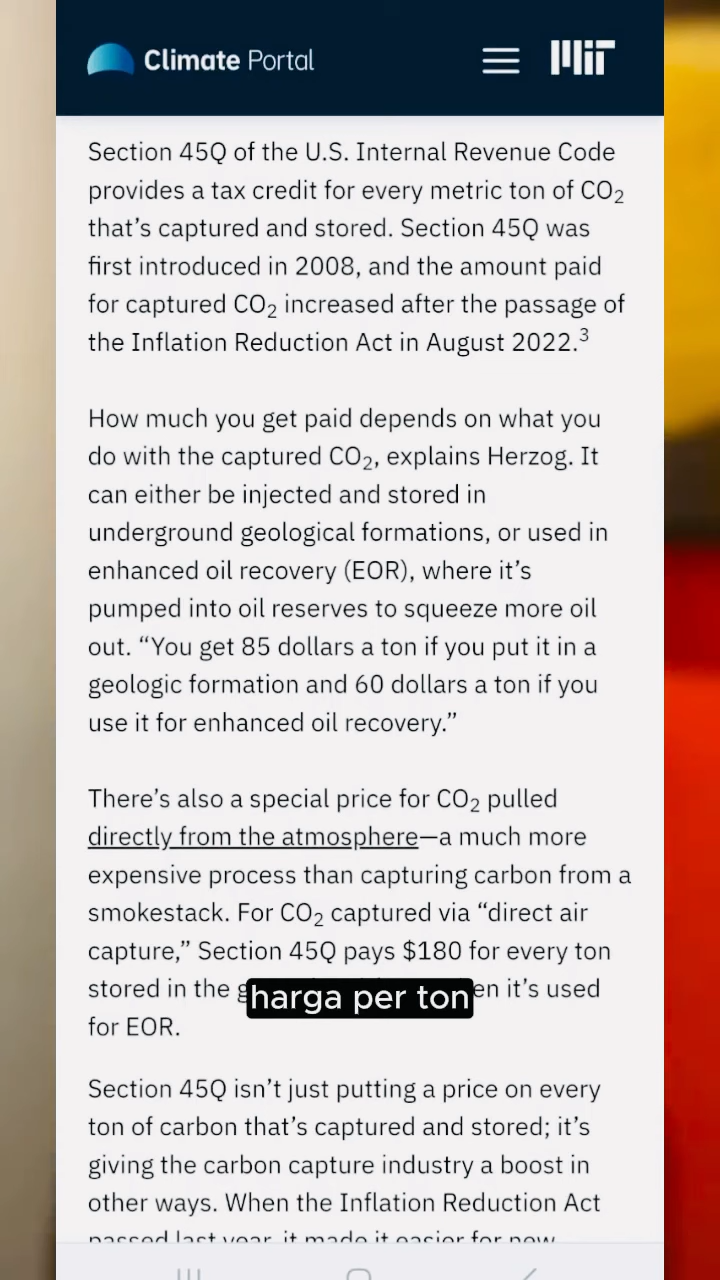 Climate Portal
MIT
Section 45Q of the U.S. Internal Revenue Code
provides a tax credit for every metric ton of CO₂
that’s captured and stored. Section 45Q was
first introduced in 2008, and the amount paid
for captured CO₂ increased after the passage of
the Inflation Reduction Act in August 2022.³
How much you get paid depends on what you
do with the captured CO₂, explains Herzog. It
can either be injected and stored in
underground geological formations, or used in
enhanced oil recovery (EOR), where it’s
pumped into oil reserves to squeeze more oil
out. “You get 85 dollars a ton if you put it in a
geologic formation and 60 dollars a ton if you
use it for enhanced oil recovery.”
There’s also a special price for CO₂ pulled
directly from the atmosphere—a much more
expensive process than capturing carbon from a
smokestack. For CO₂ captured via “direct air
capture,” Section 45Q pays $180 for every ton
stored in the
harga per ton
it’s used
for EOR.
Section 45Q isn’t just putting a price on every
ton of carbon that’s captured and stored; it’s
giving the carbon capture industry a boost in
other ways. When the Inflation Reduction Act
passed last year, it made it easier for new